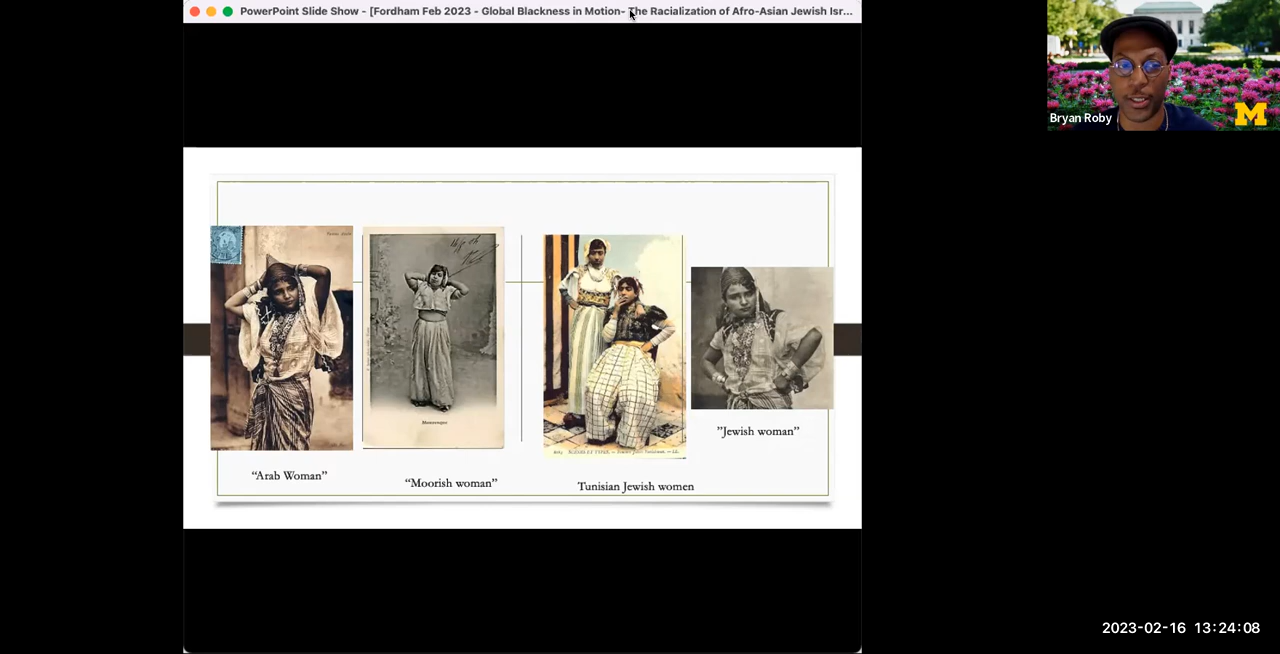 PowerPoint Slide Show - [Fordham Feb 2023 - Global Blackness in Motion- The Racialization of Afro-Asian Jewish Isr...
Bryan Roby
M
”Jewish woman”
“Arab Woman”
“Moorish woman”
Tunisian Jewish women
2023-02-16 13:24:08